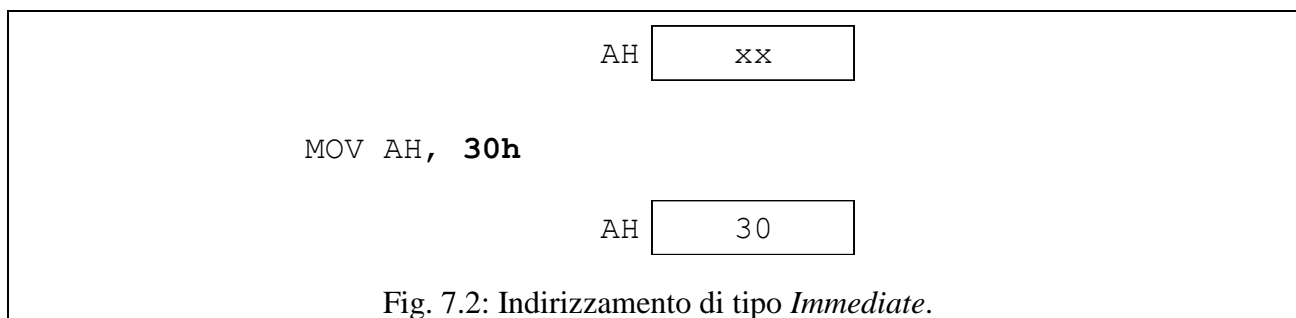 AH xx
MOV AH, 30h
AH 30
Fig. 7.2: Indirizzamento di tipo Immediate.